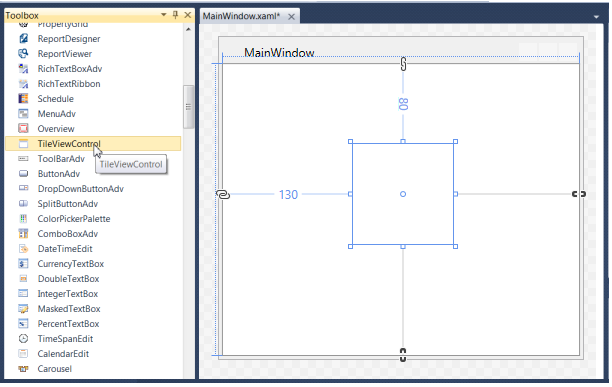 Toolbox
PropertyGrid
ReportDesigner
ReportViewer
RichTextBoxAdv
RichTextRibbon
Schedule
MenuAdv
Overview
TileViewControl
ToolBarAdv
TileViewControl
ButtonAdv
DropDownButtonAdv
SplitButtonAdv
ColorPickerPalette
ComboBoxAdv
DateTimeEdit
CurrencyTextBox
DoubleTextBox
IntegerTextBox
MaskedTextBox
PercentTextBox
TimeSpanEdit
CalendarEdit
Carousel
MainWindow.xaml*
MainWindow
80
130